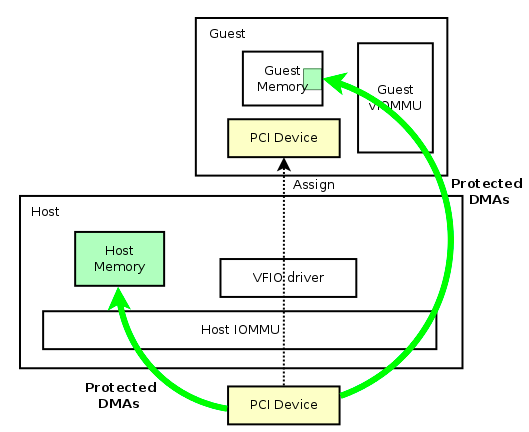 Guest
Guest
Memory
Guest
vIOMMU
PCI Device
Assign
Protected
DMAs
Host
Host
Memory
VFIO driver
Host IOMMU
Protected
DMAs
PCI Device